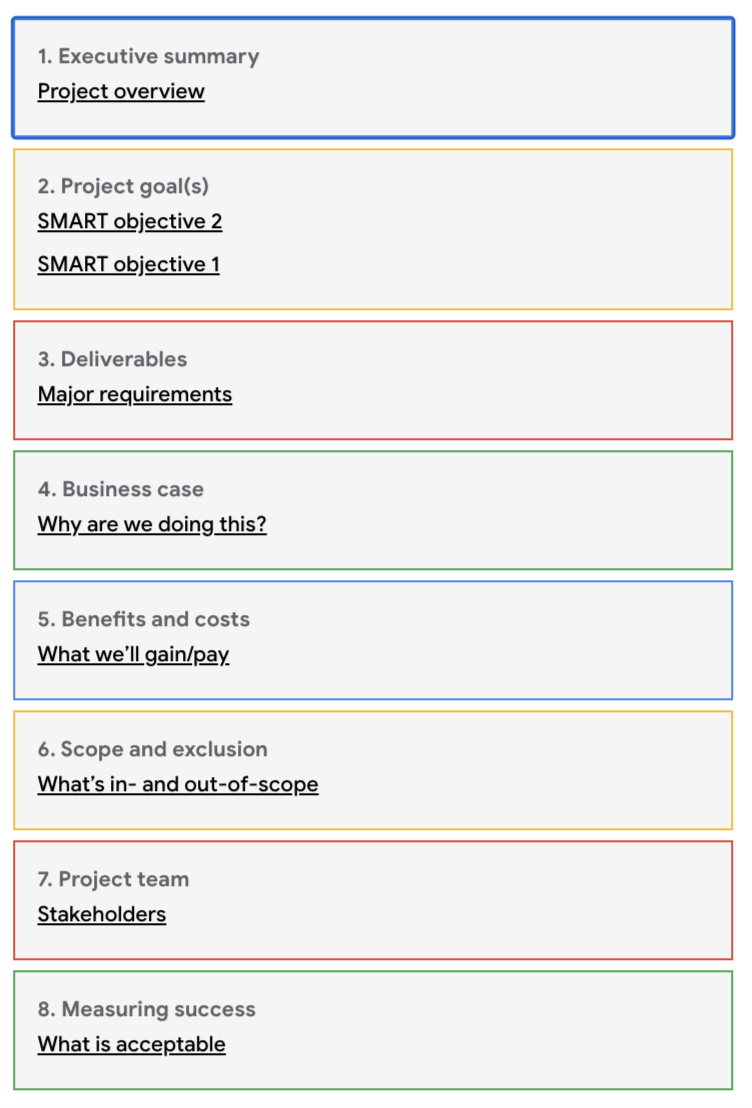 1. Executive summary
Project overview
2. Project goal(s)
SMART objective 2
SMART objective 1
3. Deliverables
Major requirements
4. Business case
Why are we doing this?
5. Benefits and costs
What we’ll gain/pay
6. Scope and exclusion
What’s in- and out-of-scope
7. Project team
Stakeholders
8. Measuring success
What is acceptable